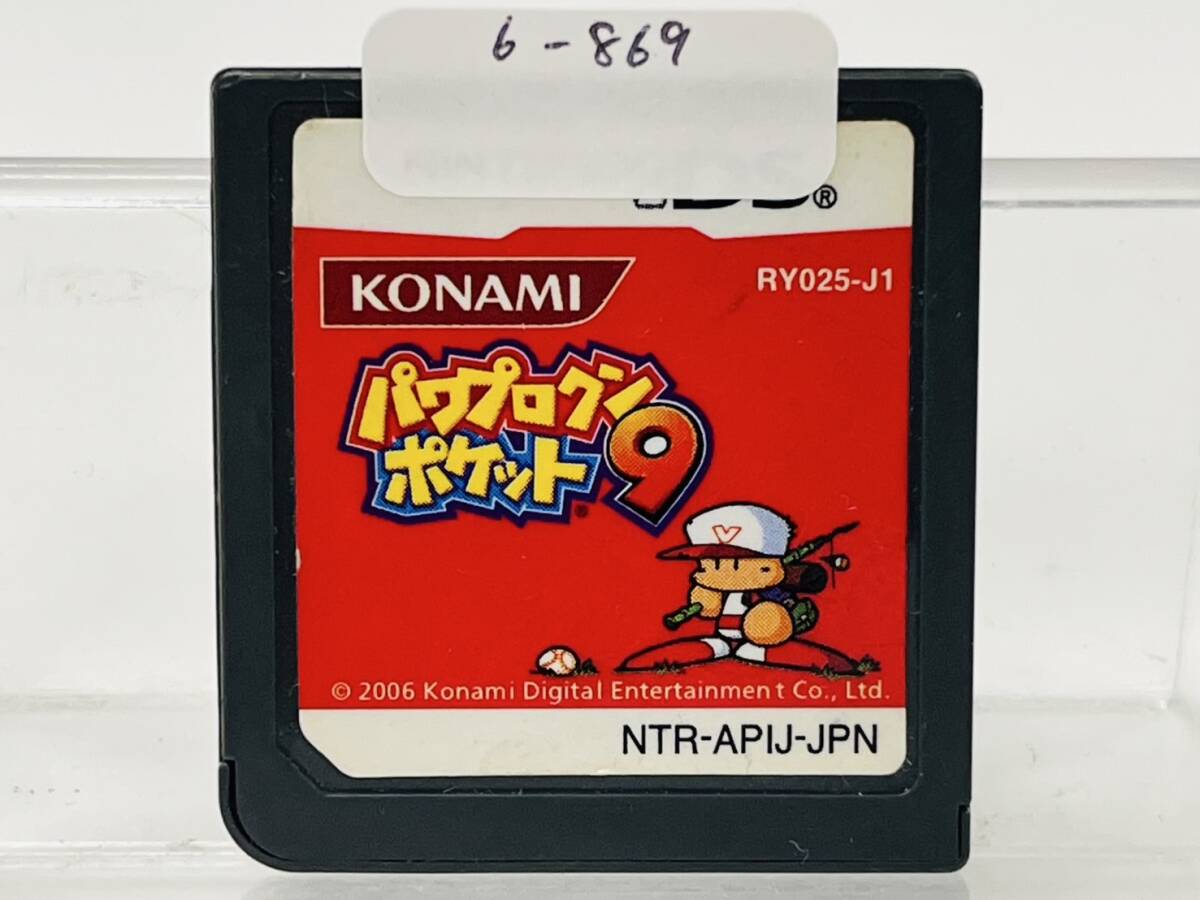 6-869
DS®
KONAMI
RY025-J1
パワプロクン
ポケット9
V
© 2006 Konami Digital Entertainment Co., Ltd.
NTR-APIJ-JPN